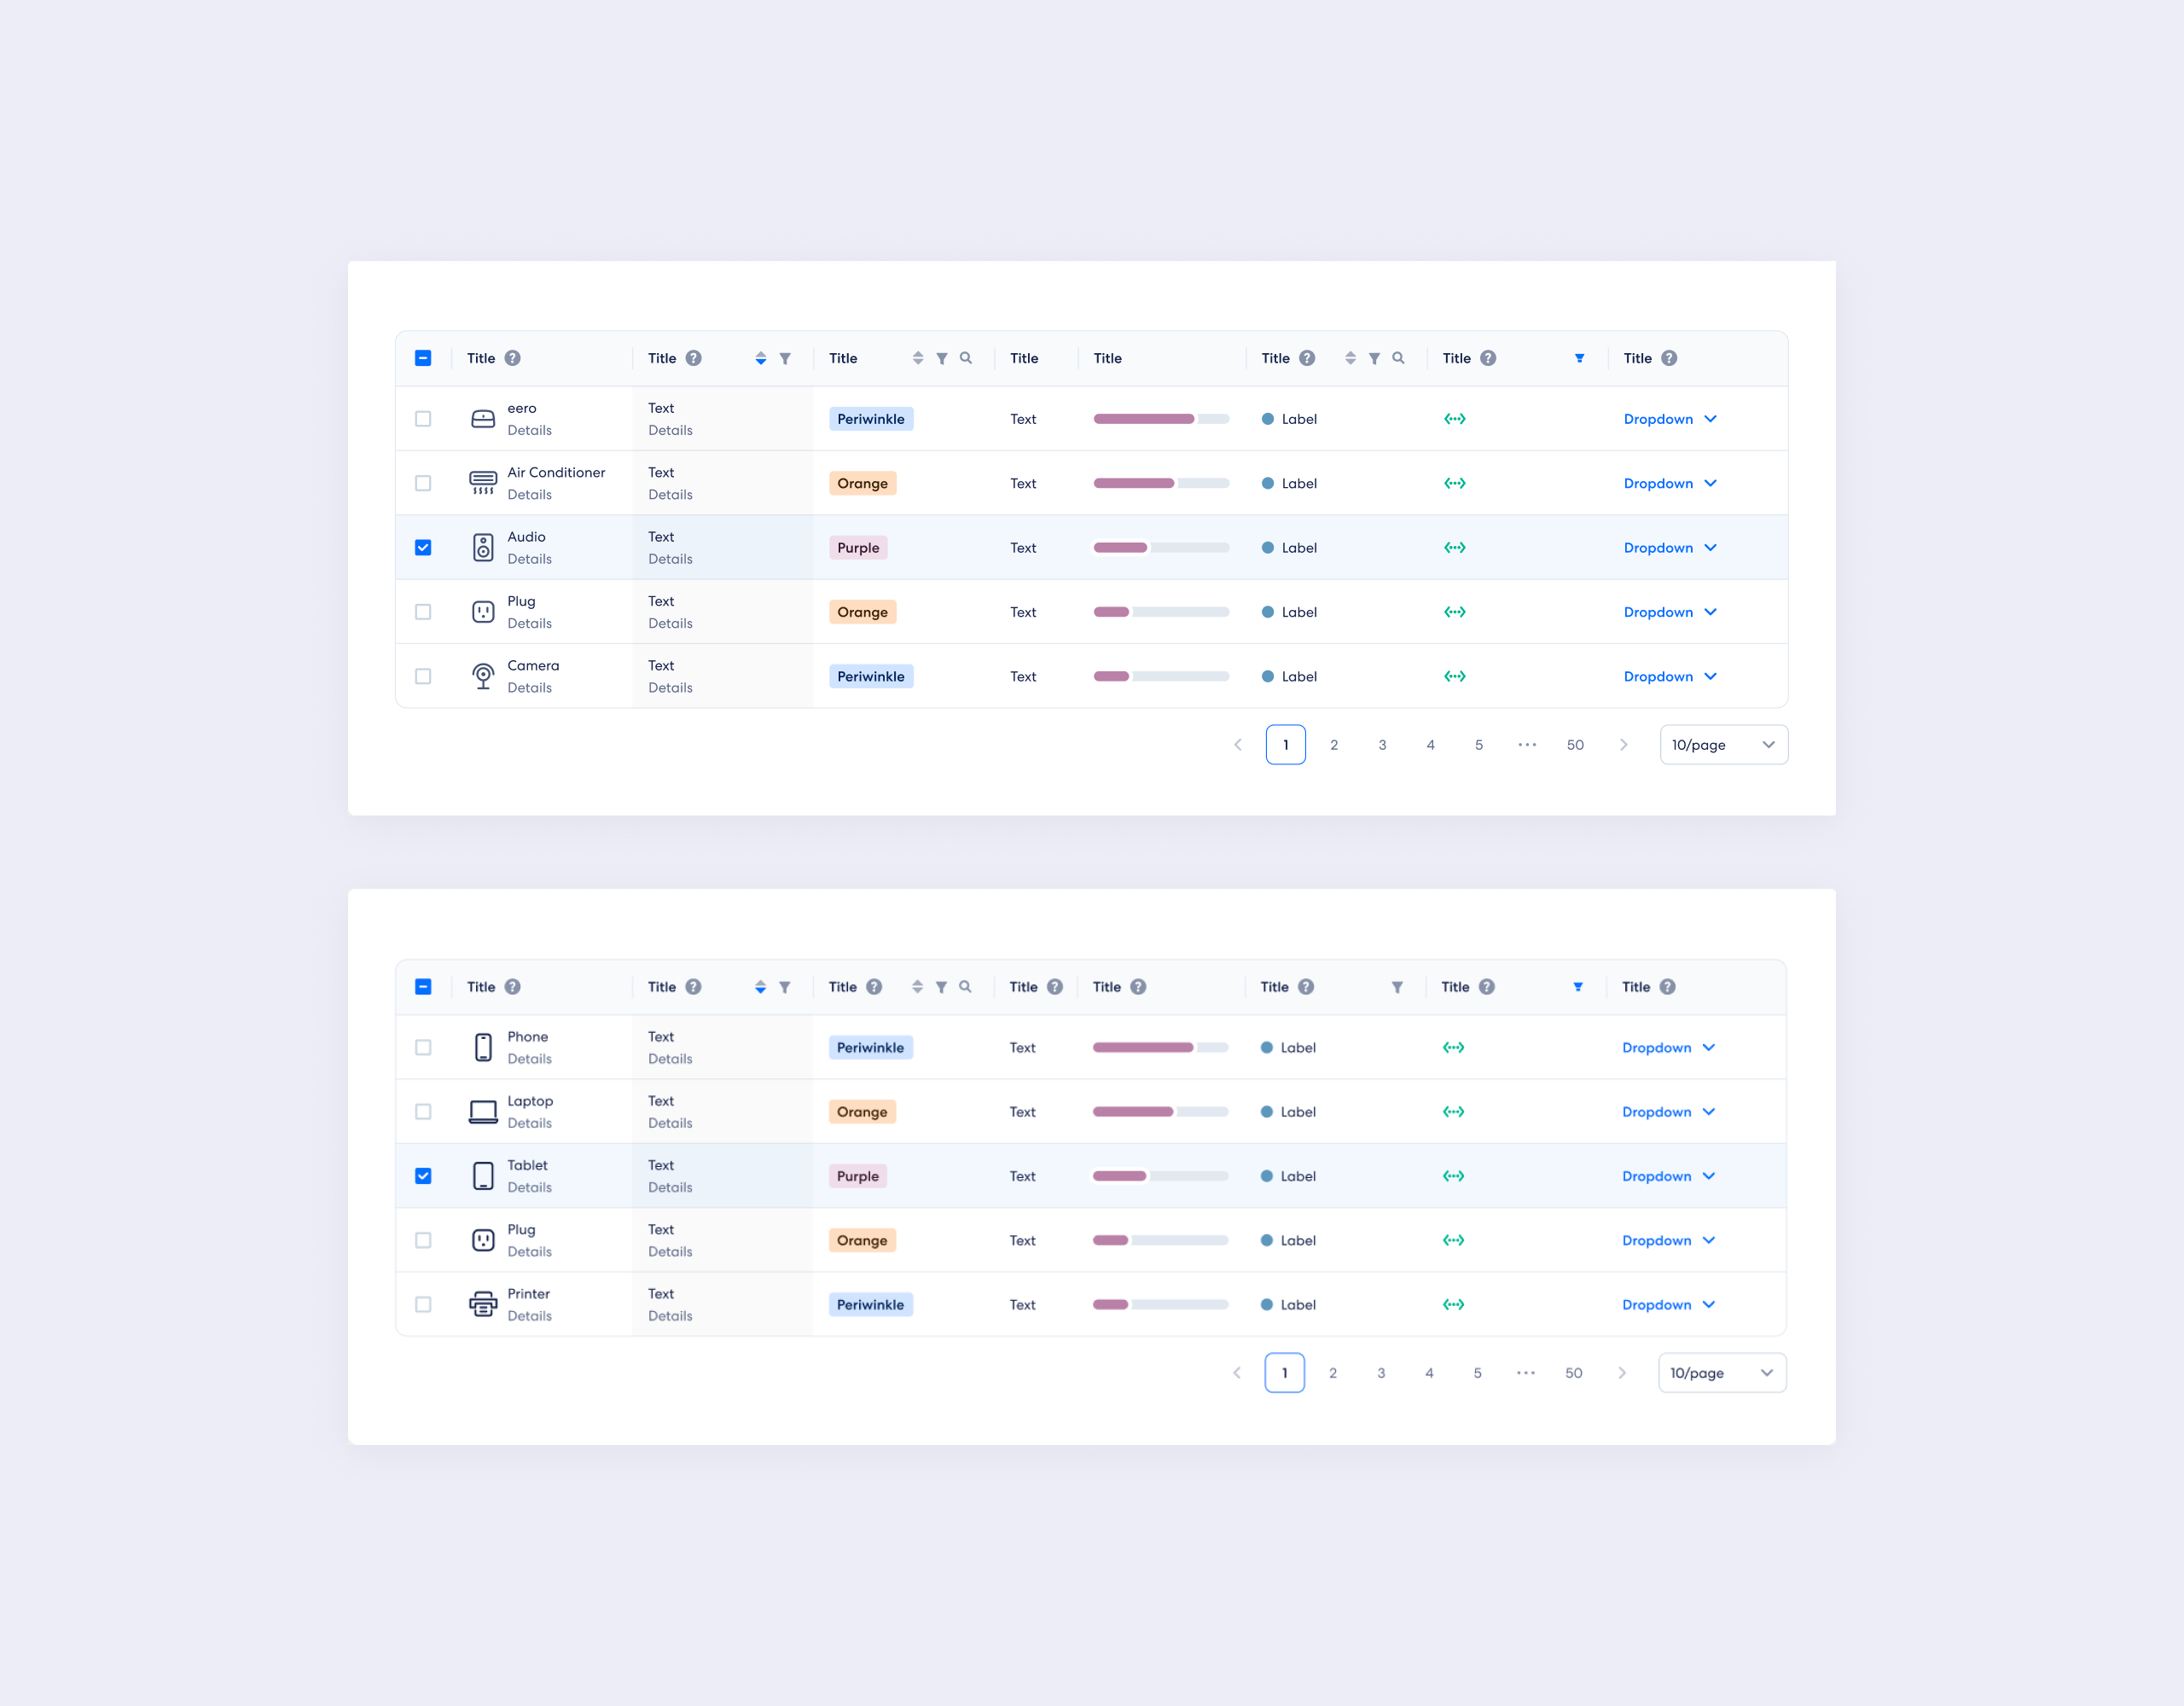 Title ? Title ? Title Title Title Title ? Title ? Title ?
eero Text
Details Details Periwinkle Text Label Dropdown
Air Conditioner Text
Details Details Orange Text Label Dropdown
Audio Text
Details Details Purple Text Label Dropdown
Plug Text
Details Details Orange Text Label Dropdown
Camera Text
Details Details Periwinkle Text Label Dropdown
1 2 3 4 5 ••• 50 10/page
Title ? Title ? Title ? Title ? Title ? Title ? Title ? Title ?
Phone Text
Details Details Periwinkle Text Label Dropdown
Laptop Text
Details Details Orange Text Label Dropdown
Tablet Text
Details Details Purple Text Label Dropdown
Plug Text
Details Details Orange Text Label Dropdown
Printer Text
Details Details Periwinkle Text Label Dropdown
1 2 3 4 5 ••• 50 10/page